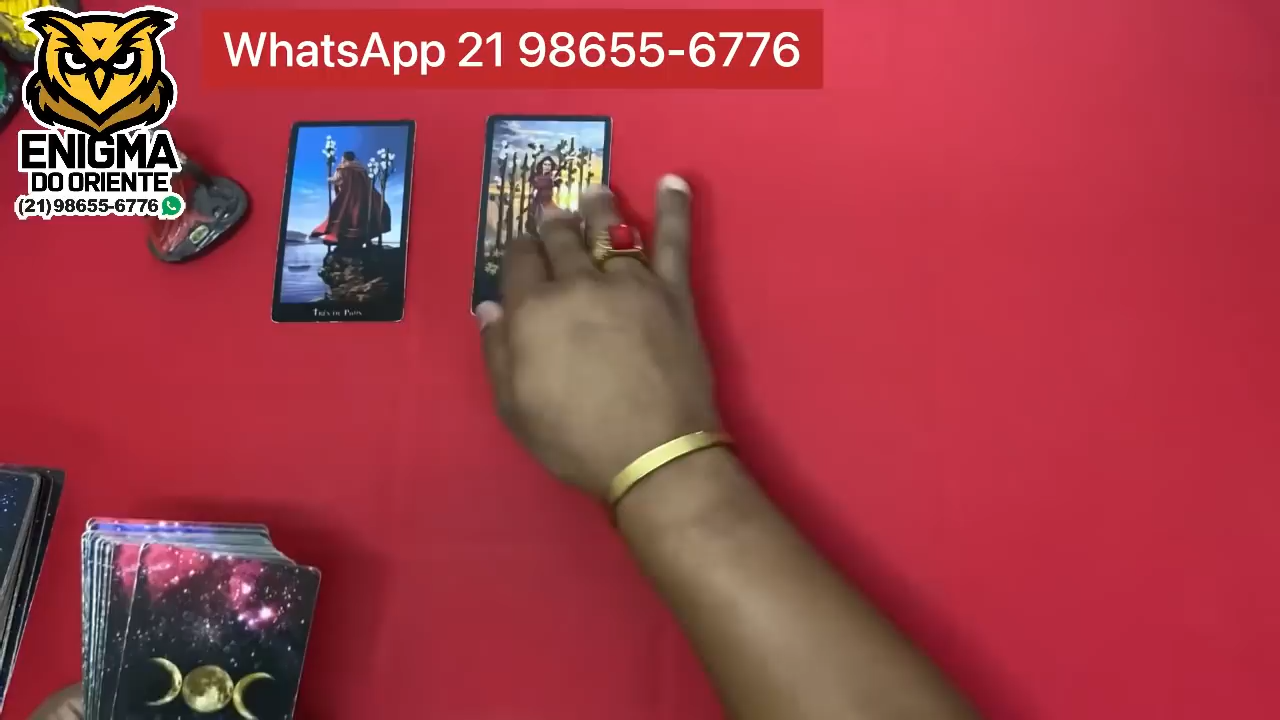 WhatsApp 21 98655-6776
ENIGMA
DO ORIENTE
(21)98655-6776
TRÊS DE PAUS